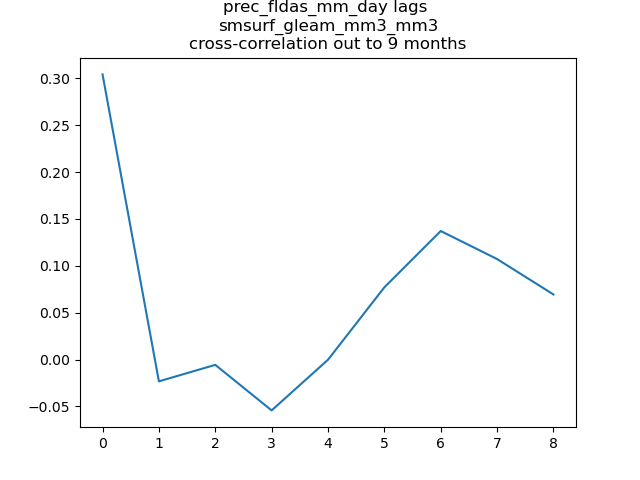 prec_fldas_mm_day lags
smsurf_gleam_mm3_mm3
cross-correlation out to 9 months
0.30
0.25
0.20
0.15
0.10
0.05
0.00
−0.05
0 1 2 3 4 5 6 7 8